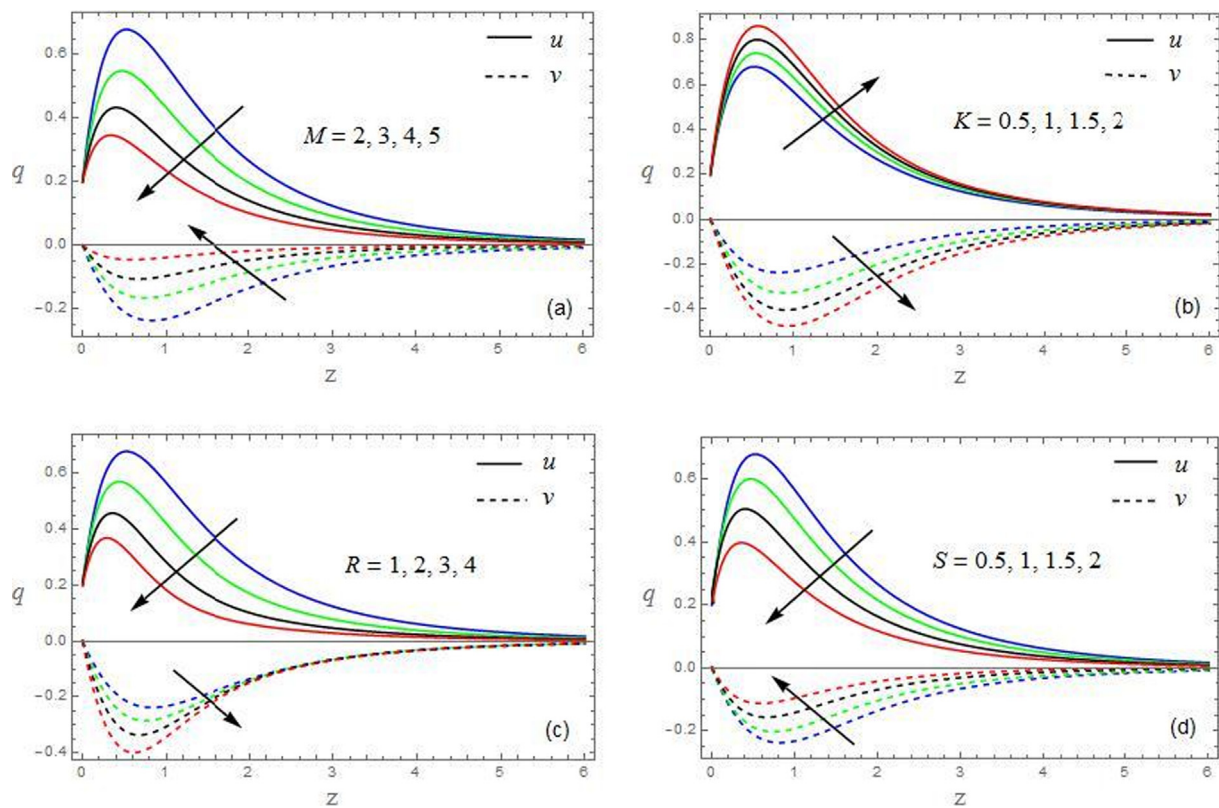 u
v
M = 2, 3, 4, 5
q
0.6
0.4
0.2
0.0
-0.2
(a)
0 1 2 3 4 5 6
z
u
v
K = 0.5, 1, 1.5, 2
q
0.8
0.6
0.4
0.2
0.0
-0.2
-0.4
(b)
0 1 2 3 4 5 6
z
u
v
R = 1, 2, 3, 4
q
0.6
0.4
0.2
0.0
-0.2
-0.4
(c)
0 1 2 3 4 5 6
z
u
v
S = 0.5, 1, 1.5, 2
q
0.6
0.4
0.2
0.0
-0.2
(d)
0 1 2 3 4 5 6
z